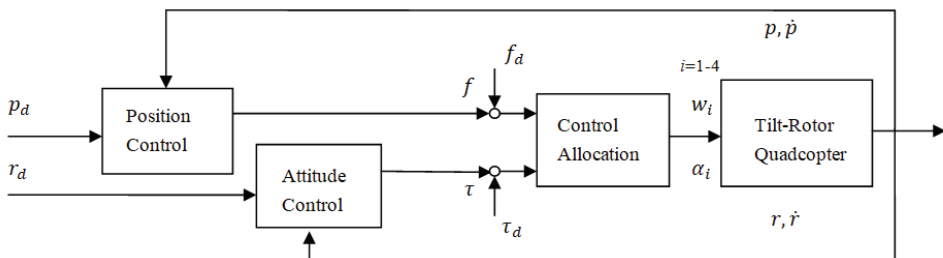 p, ṗ
f_d
i=1-4
f
p_d
w_i
Position
Control
Control
Allocation
Tilt-Rotor
Quadcopter
r_d
Attitude
Control
τ
α_i
τ_d
r, ṙ